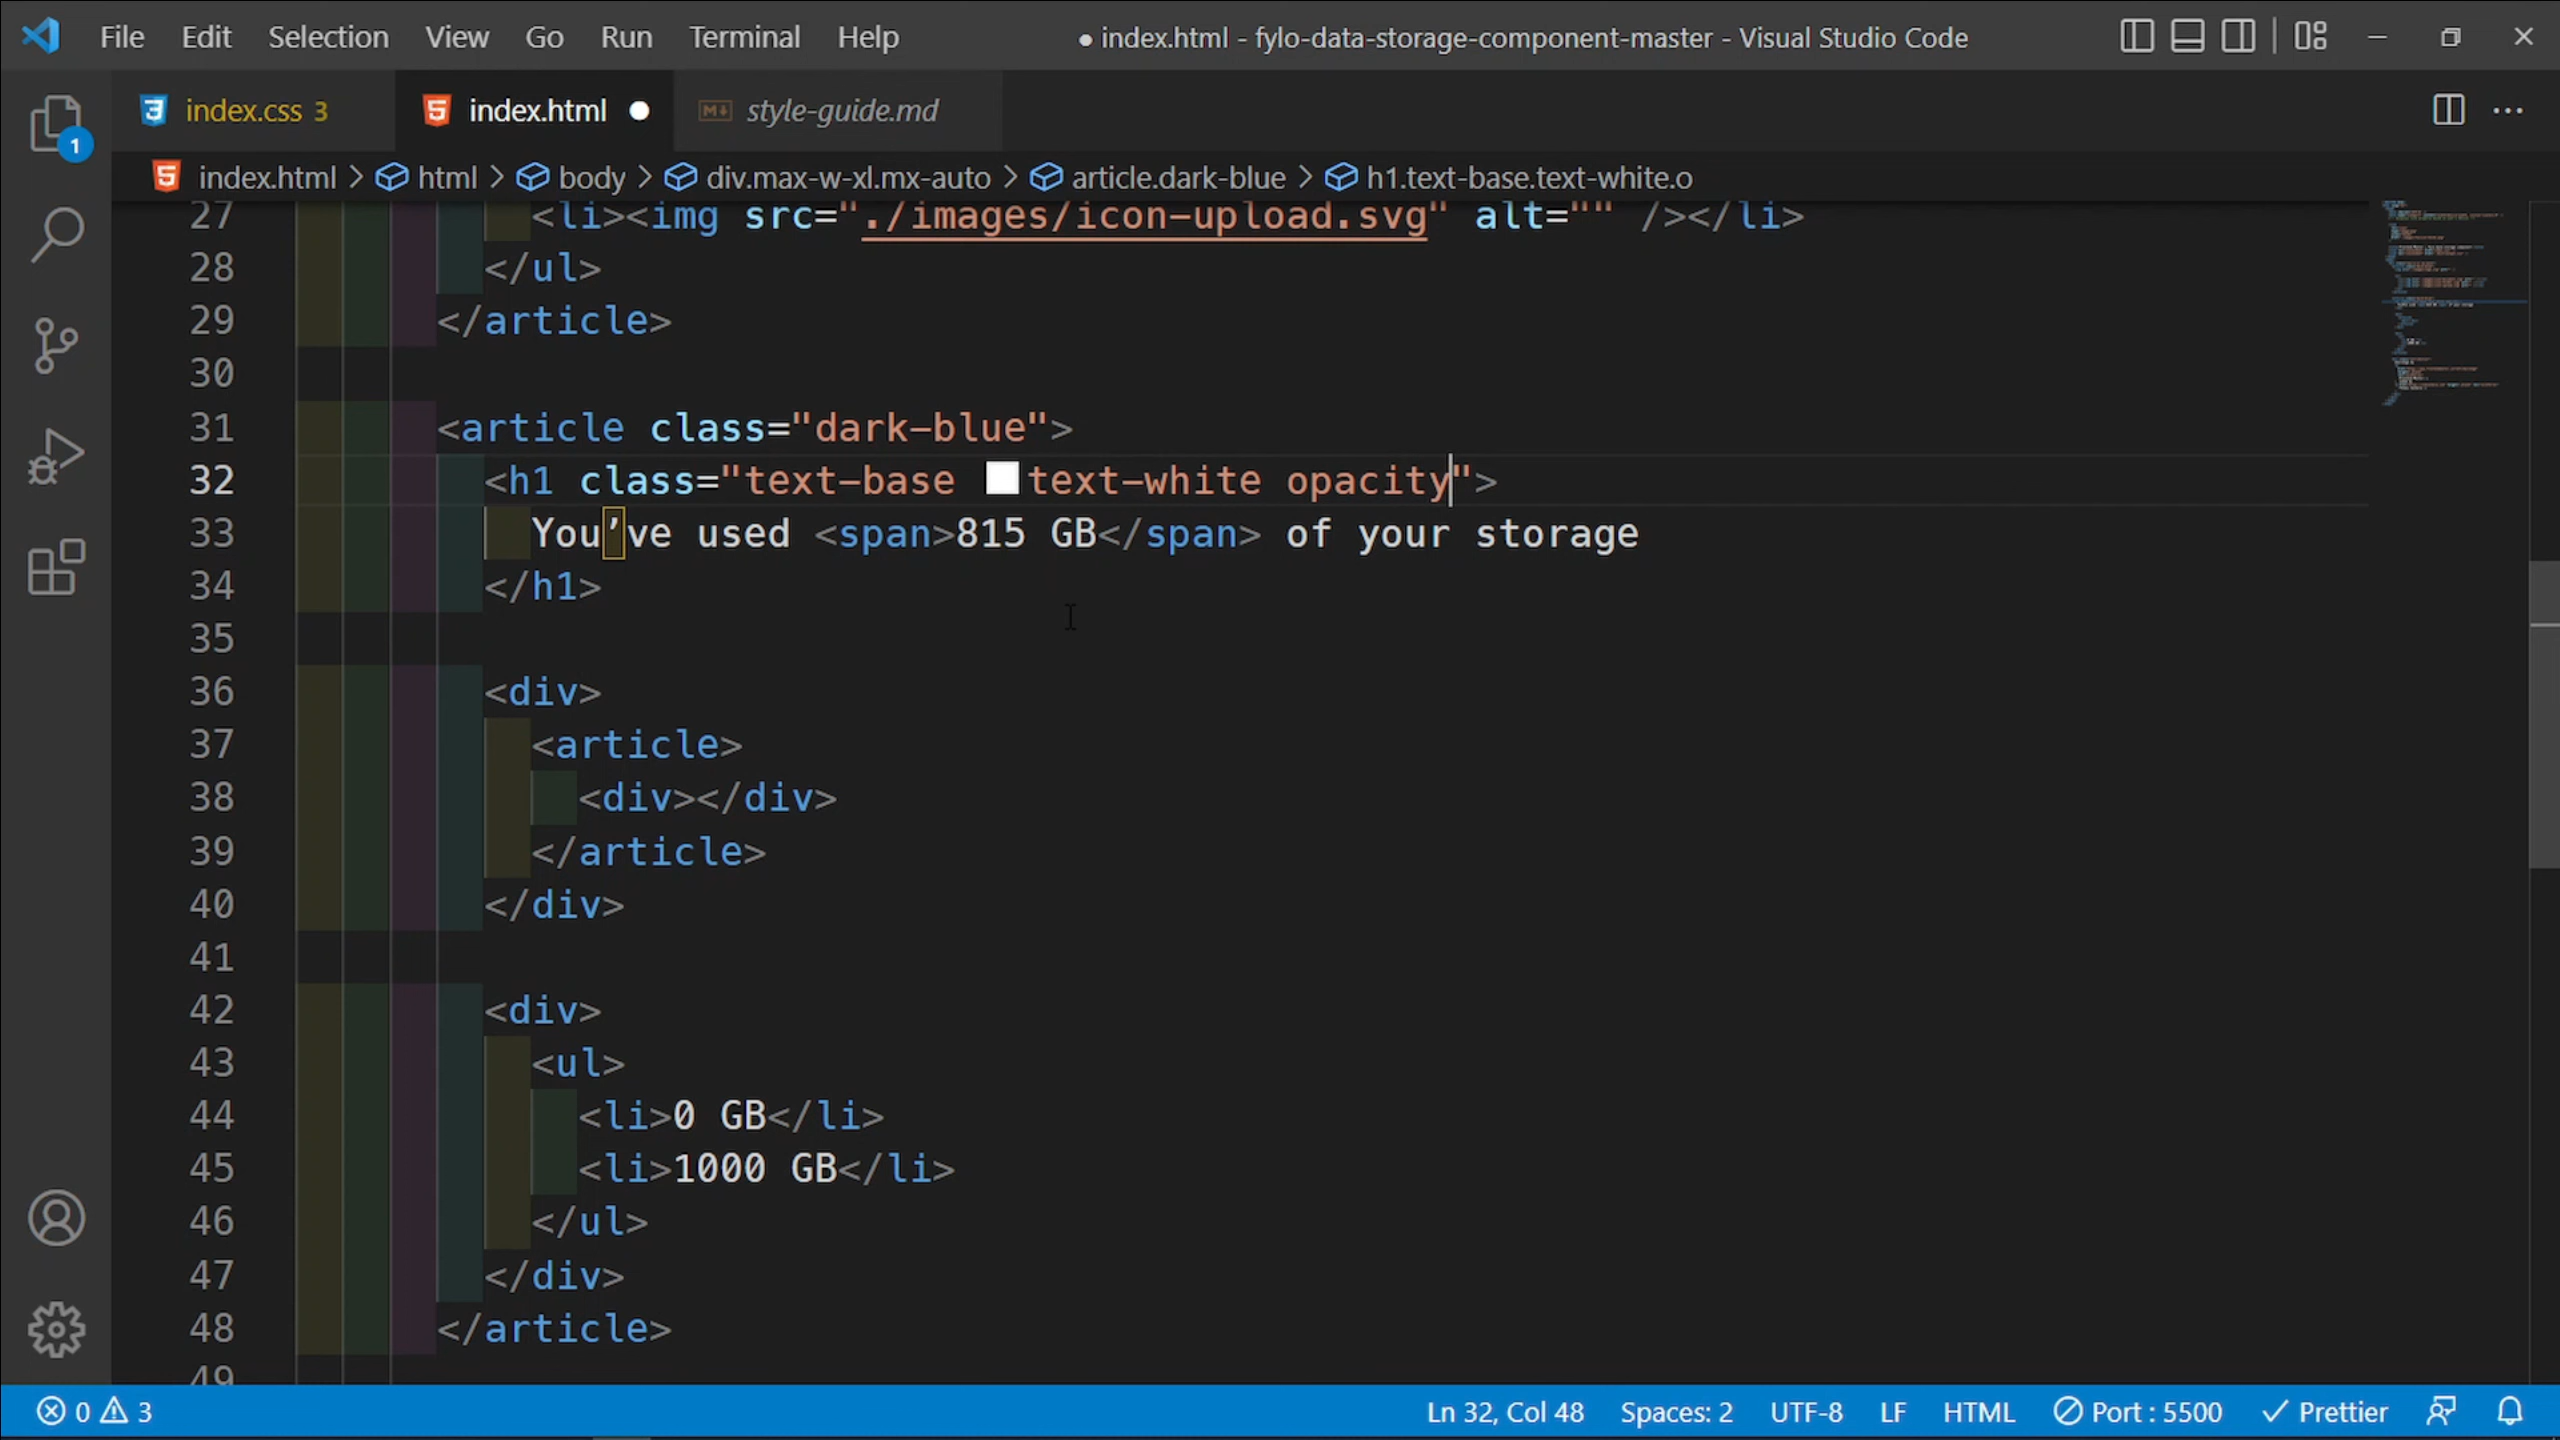 File Edit Selection View Go Run Terminal Help ● index.html - fylo-data-storage-component-master - Visual Studio Code
index.css 3 index.html ● style-guide.md
index.html > html > body > div.max-w-xl.mx-auto > article.dark-blue > h1.text-base.text-white.o
27 <li><img src="./images/icon-upload.svg" alt="" /></li>
28 </ul>
29 </article>
30
31 <article class="dark-blue">
32 <h1 class="text-base text-white opacity">
33 You’ve used <span>815 GB</span> of your storage
34 </h1>
35
36 <div>
37 <article>
38 <div></div>
39 </article>
40 </div>
41
42 <div>
43 <ul>
44 <li>0 GB</li>
45 <li>1000 GB</li>
46 </ul>
47 </div>
48 </article>
49
1
0 3 Ln 32, Col 48 Spaces: 2 UTF-8 LF HTML Port : 5500 Prettier